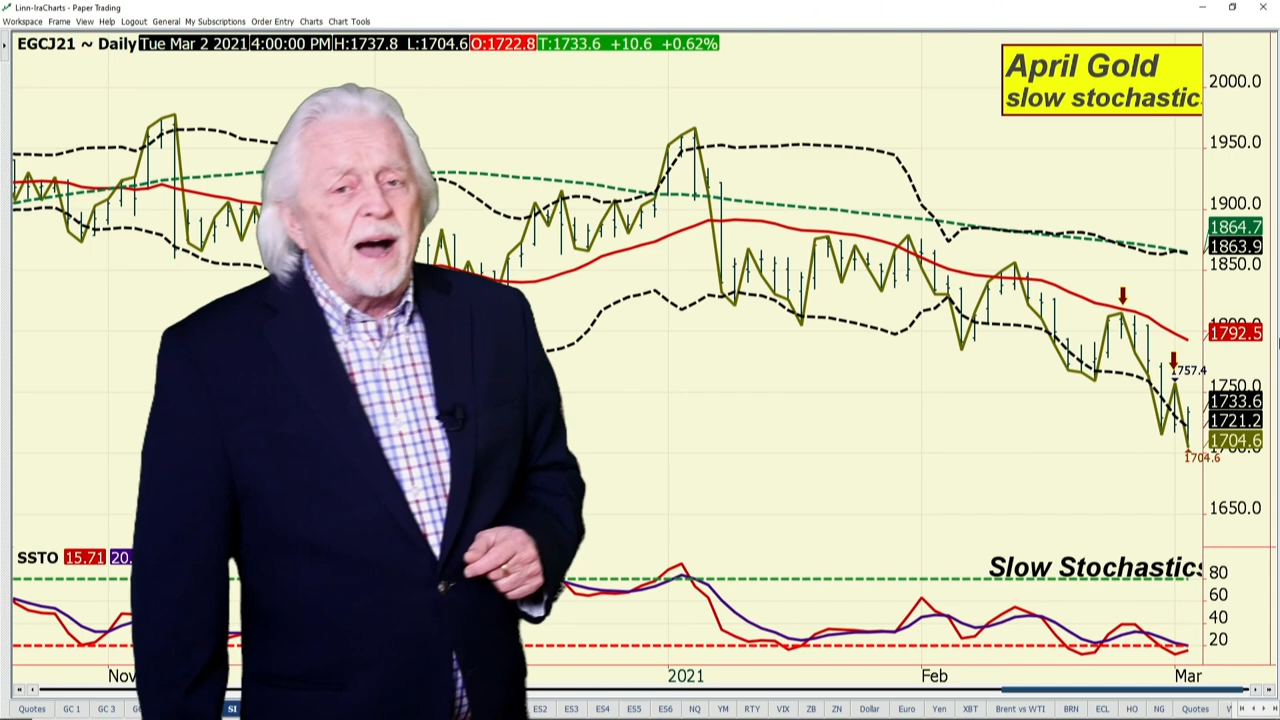 Linn-IraCharts - Paper Trading
Workspace Frame View Help Logout General My Subscriptions Order Entry Charts Chart Tools
EGCJ21 ~ Daily Tue Mar 2 2021 4:00:00 PM H:1737.8 L:1704.6 O:1722.8 T:1733.6 +10.6 +0.62%
April Gold
slow stochastics
2000.0
1950.0
1900.0
1864.7
1863.9
1850.0
1792.5
1757.4
1750.0
1733.6
1721.2
1704.6
1704.6
1650.0
SSTO 15.71 20.
Slow Stochastics
80
60
40
20
Nov 2021 Feb Mar
Quotes GC 1 GC 3 SI ES2 ES3 ES4 ES5 ES6 NQ YM RTY VIX ZB ZN Dollar Euro Yen XBT Brent vs WTI BRN ECL HO NG Quotes